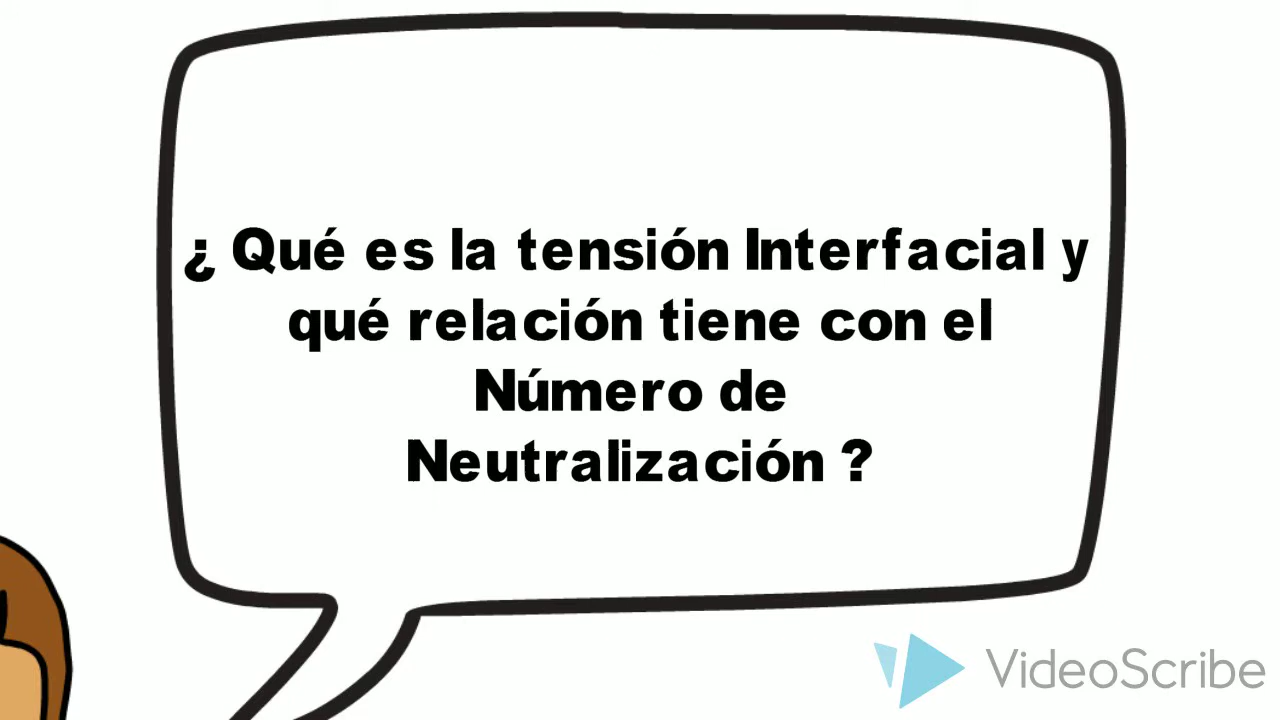 ¿ Qué es la tensión Interfacial y
qué relación tiene con el
Número de
Neutralización ?
VideoScribe